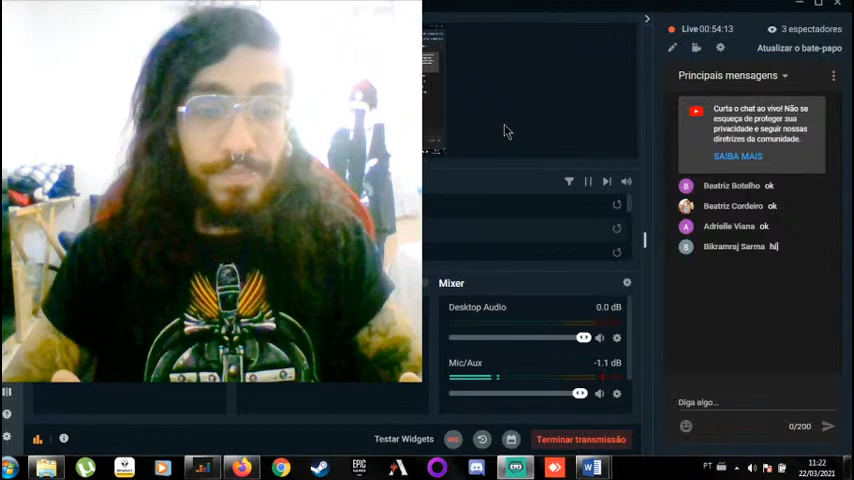 Live 00:54:13
3 espectadores
Atualizar o bate-papo
Principais mensagens
Curta o chat ao vivo! Não se
esqueça de proteger sua
privacidade e seguir nossas
diretrizes da comunidade.
SAIBA MAIS
B Beatriz Botelho ok
Beatriz Cordeiro ok
A Adrielle Viana ok
B Bikramraj Sarma hi
Mixer
Desktop Audio 0.0 dB
Mic/Aux -1.1 dB
Diga algo...
0/200
Testar Widgets
REC
Terminar transmissão
EPIC
PT
11:22
22/03/2021